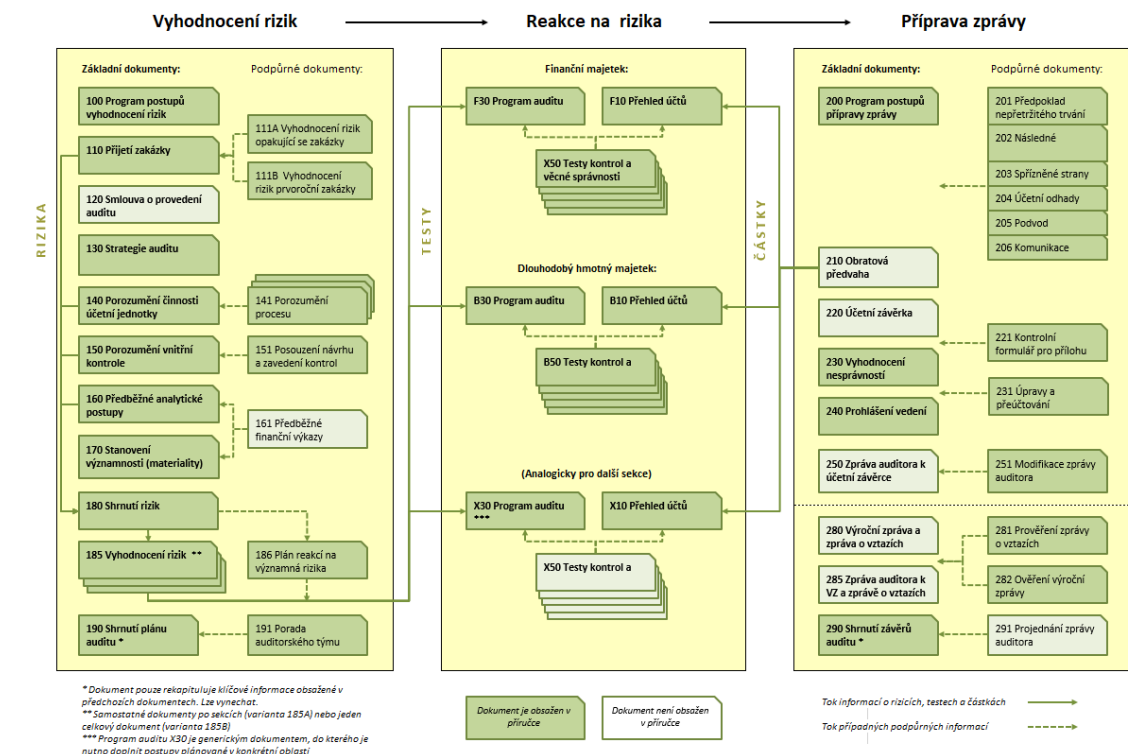 Vyhodnocení rizik
Reakce na rizika
Příprava zprávy
RIZIKA
Základní dokumenty:
Podpůrné dokumenty:
100 Program postupů
vyhodnocení rizik
110 Přijetí zakázky
111A Vyhodnocení rizik
opakující se zakázky
111B Vyhodnocení
rizik prvoroční zakázky
120 Smlouva o provedení
auditu
130 Strategie auditu
140 Porozumění činnosti
účetní jednotky
141 Porozumění
procesu
150 Porozumění vnitřní
kontrole
151 Posouzení návrhu
a zavedení kontrol
160 Předběžné analytické
postupy
161 Předběžné
finanční výkazy
170 Stanovení
významnosti (materiality)
180 Shrnutí rizik
185 Vyhodnocení rizik **
186 Plán reakcí na
významná rizika
190 Shrnutí plánu
auditu *
191 Porada
auditorského týmu
TESTY
Finanční majetek:
F30 Program auditu
F10 Přehled účtů
X50 Testy kontrol a
věcné správnosti
Dlouhodobý hmotný majetek:
B30 Program auditu
B10 Přehled účtů
B50 Testy kontrol a
(Analogicky pro další sekce)
X30 Program auditu
***
X10 Přehled účtů
X50 Testy kontrol a
ČÁSTKY
Základní dokumenty:
Podpůrné dokumenty:
200 Program postupů
přípravy zprávy
201 Předpoklad
nepřetržitého trvání
202 Následné
203 Spřízněné strany
204 Účetní odhady
205 Podvod
206 Komunikace
210 Obratová
předvaha
220 Účetní závěrka
221 Kontrolní
formulář pro přílohu
230 Vyhodnocení
nesprávností
231 Úpravy a
přeúčtování
240 Prohlášení vedení
250 Zpráva auditora k
účetní závěrce
251 Modifikace zprávy
auditora
280 Výroční zpráva a
zpráva o vztazích
281 Prověření zprávy
o vztazích
285 Zpráva auditora k
VZ a zprávě o vztazích
282 Ověření výroční
zprávy
290 Shrnutí závěrů
auditu *
291 Projednání zprávy
auditora
* Dokument pouze rekapituluje klíčové informace obsažené v
předchozích dokumentech. Lze vynechat.
** Samostatné dokumenty po sekcích (varianta 185A) nebo jeden
celkový dokument (varianta 185B)
*** Program auditu X30 je generickým dokumentem, do kterého je
nutno doplnit postupy plánované v konkrétní oblasti
Dokument je obsažen v
příručce
Dokument není obsažen
v příručce
Tok informací o rizicích, testech a částkách
Tok případných podpůrných informací